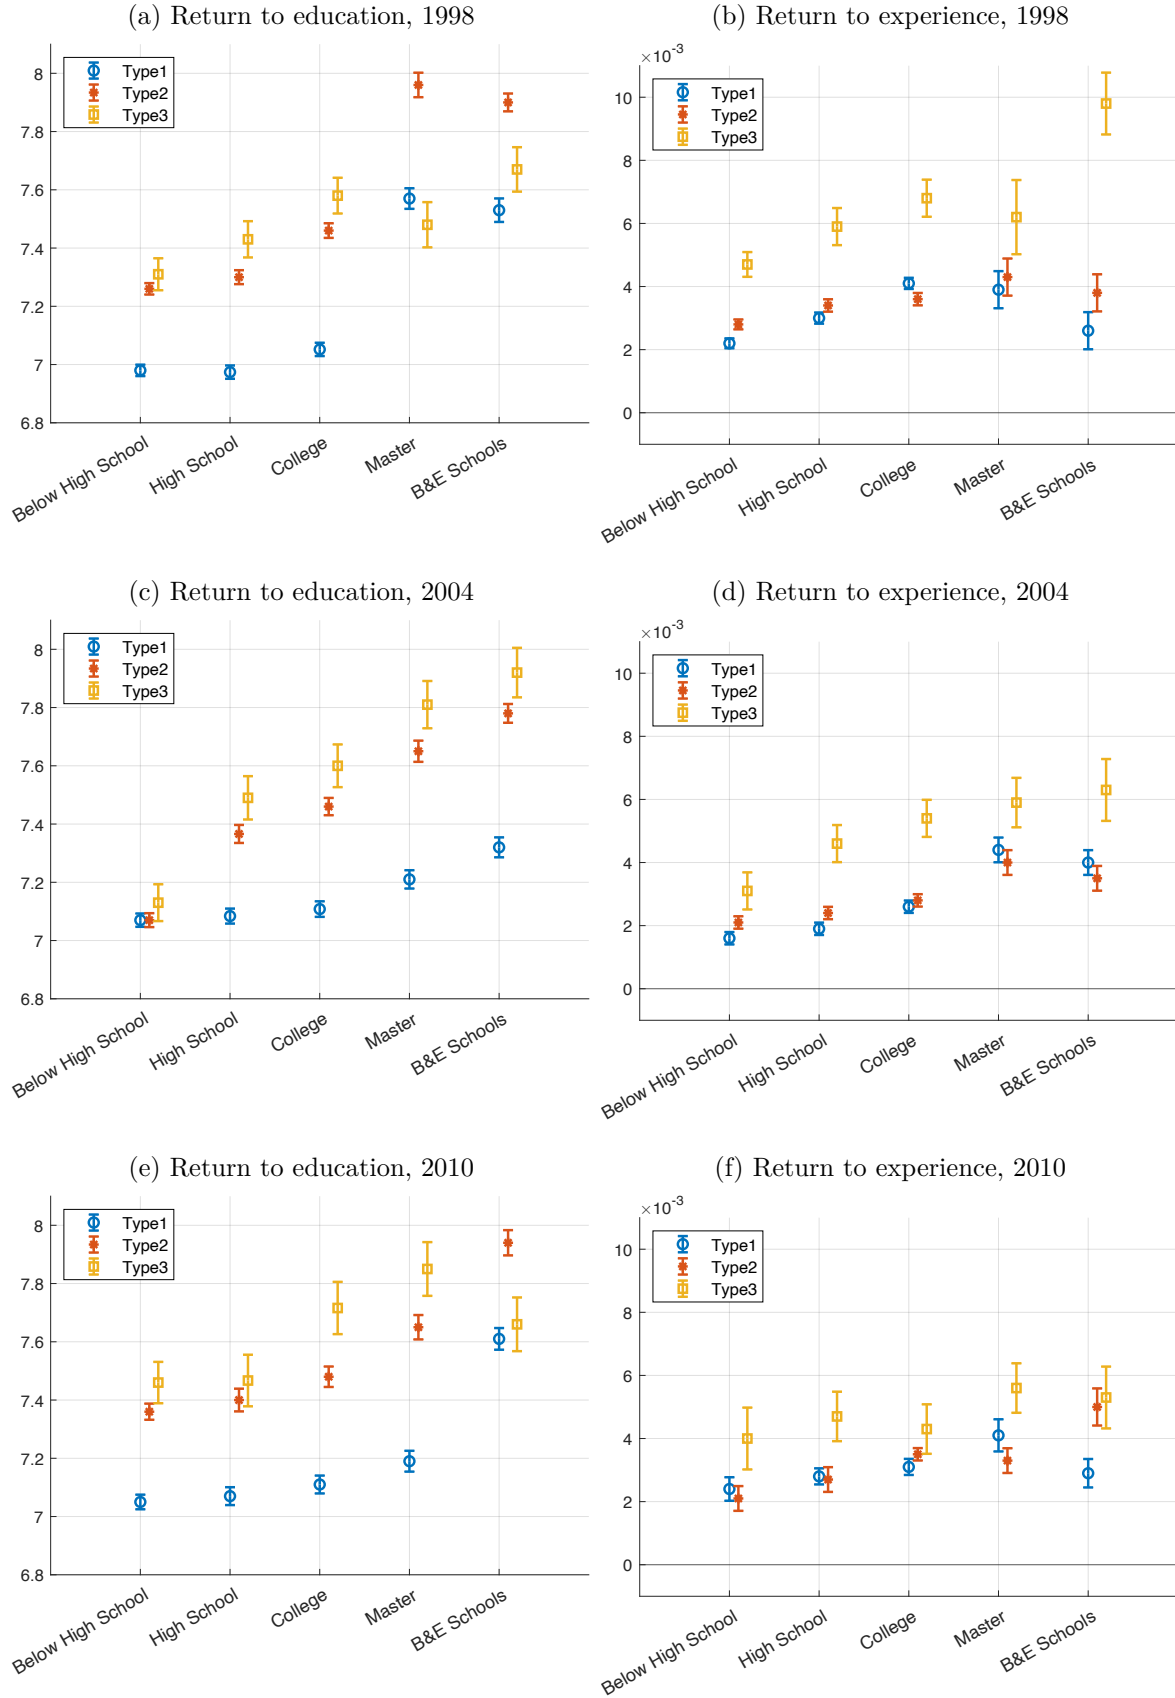 (a) Return to education, 1998
8
7.8
7.6
7.4
7.2
7
6.8
Type1
Type2
Type3
Below High School
High School
College
Master
B&E Schools
(b) Return to experience, 1998
×10-3
10
8
6
4
2
0
Type1
Type2
Type3
Below High School
High School
College
Master
B&E Schools
(c) Return to education, 2004
8
7.8
7.6
7.4
7.2
7
6.8
Type1
Type2
Type3
Below High School
High School
College
Master
B&E Schools
(d) Return to experience, 2004
×10-3
10
8
6
4
2
0
Type1
Type2
Type3
Below High School
High School
College
Master
B&E Schools
(e) Return to education, 2010
8
7.8
7.6
7.4
7.2
7
6.8
Type1
Type2
Type3
Below High School
High School
College
Master
B&E Schools
(f) Return to experience, 2010
×10-3
10
8
6
4
2
0
Type1
Type2
Type3
Below High School
High School
College
Master
B&E Schools